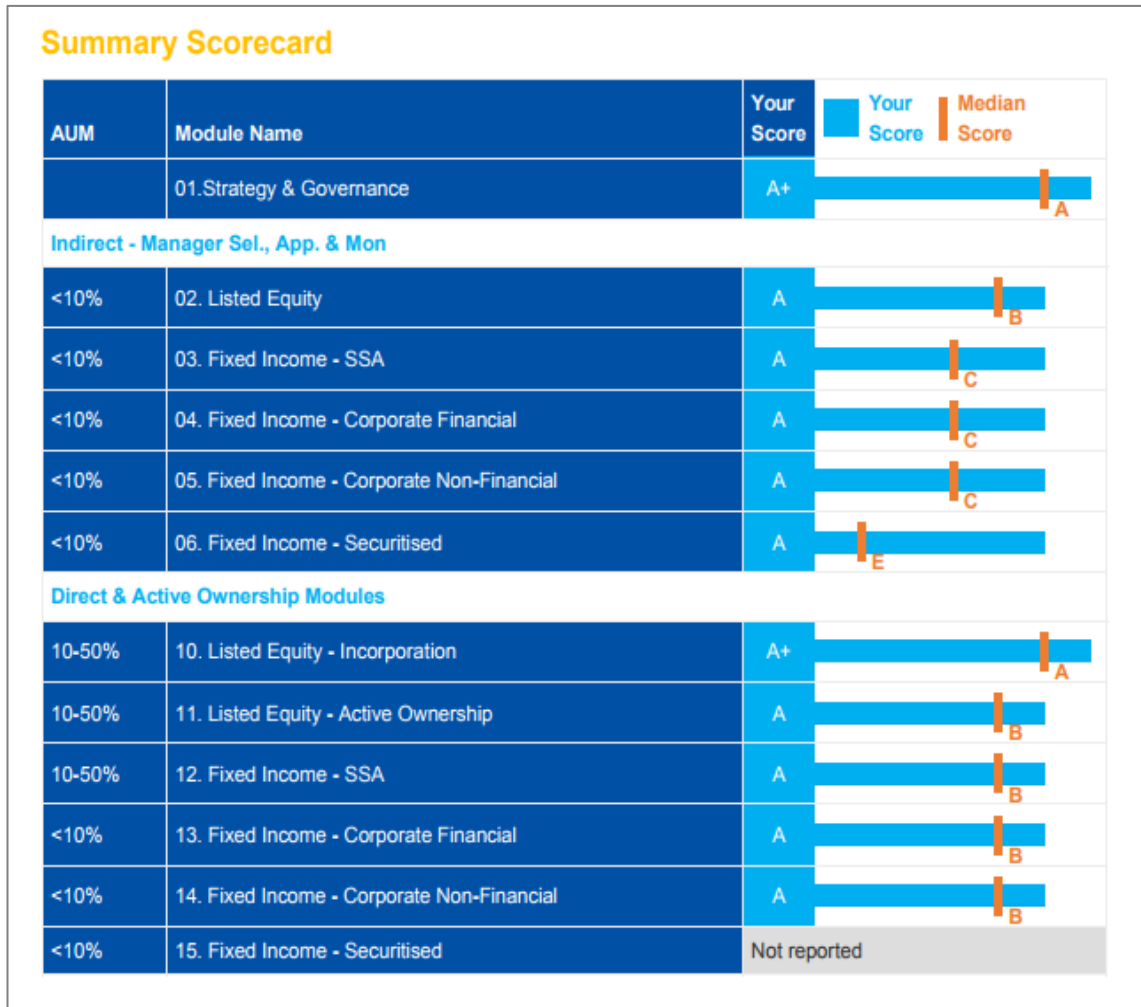 Summary Scorecard
AUM Module Name Your Score Your Score Median Score
01.Strategy & Governance A+ A
Indirect - Manager Sel., App. & Mon
<10% 02. Listed Equity A B
<10% 03. Fixed Income - SSA A C
<10% 04. Fixed Income - Corporate Financial A C
<10% 05. Fixed Income - Corporate Non-Financial A C
<10% 06. Fixed Income - Securitised A E
Direct & Active Ownership Modules
10-50% 10. Listed Equity - Incorporation A+ A
10-50% 11. Listed Equity - Active Ownership A B
10-50% 12. Fixed Income - SSA A B
<10% 13. Fixed Income - Corporate Financial A B
<10% 14. Fixed Income - Corporate Non-Financial A B
<10% 15. Fixed Income - Securitised Not reported